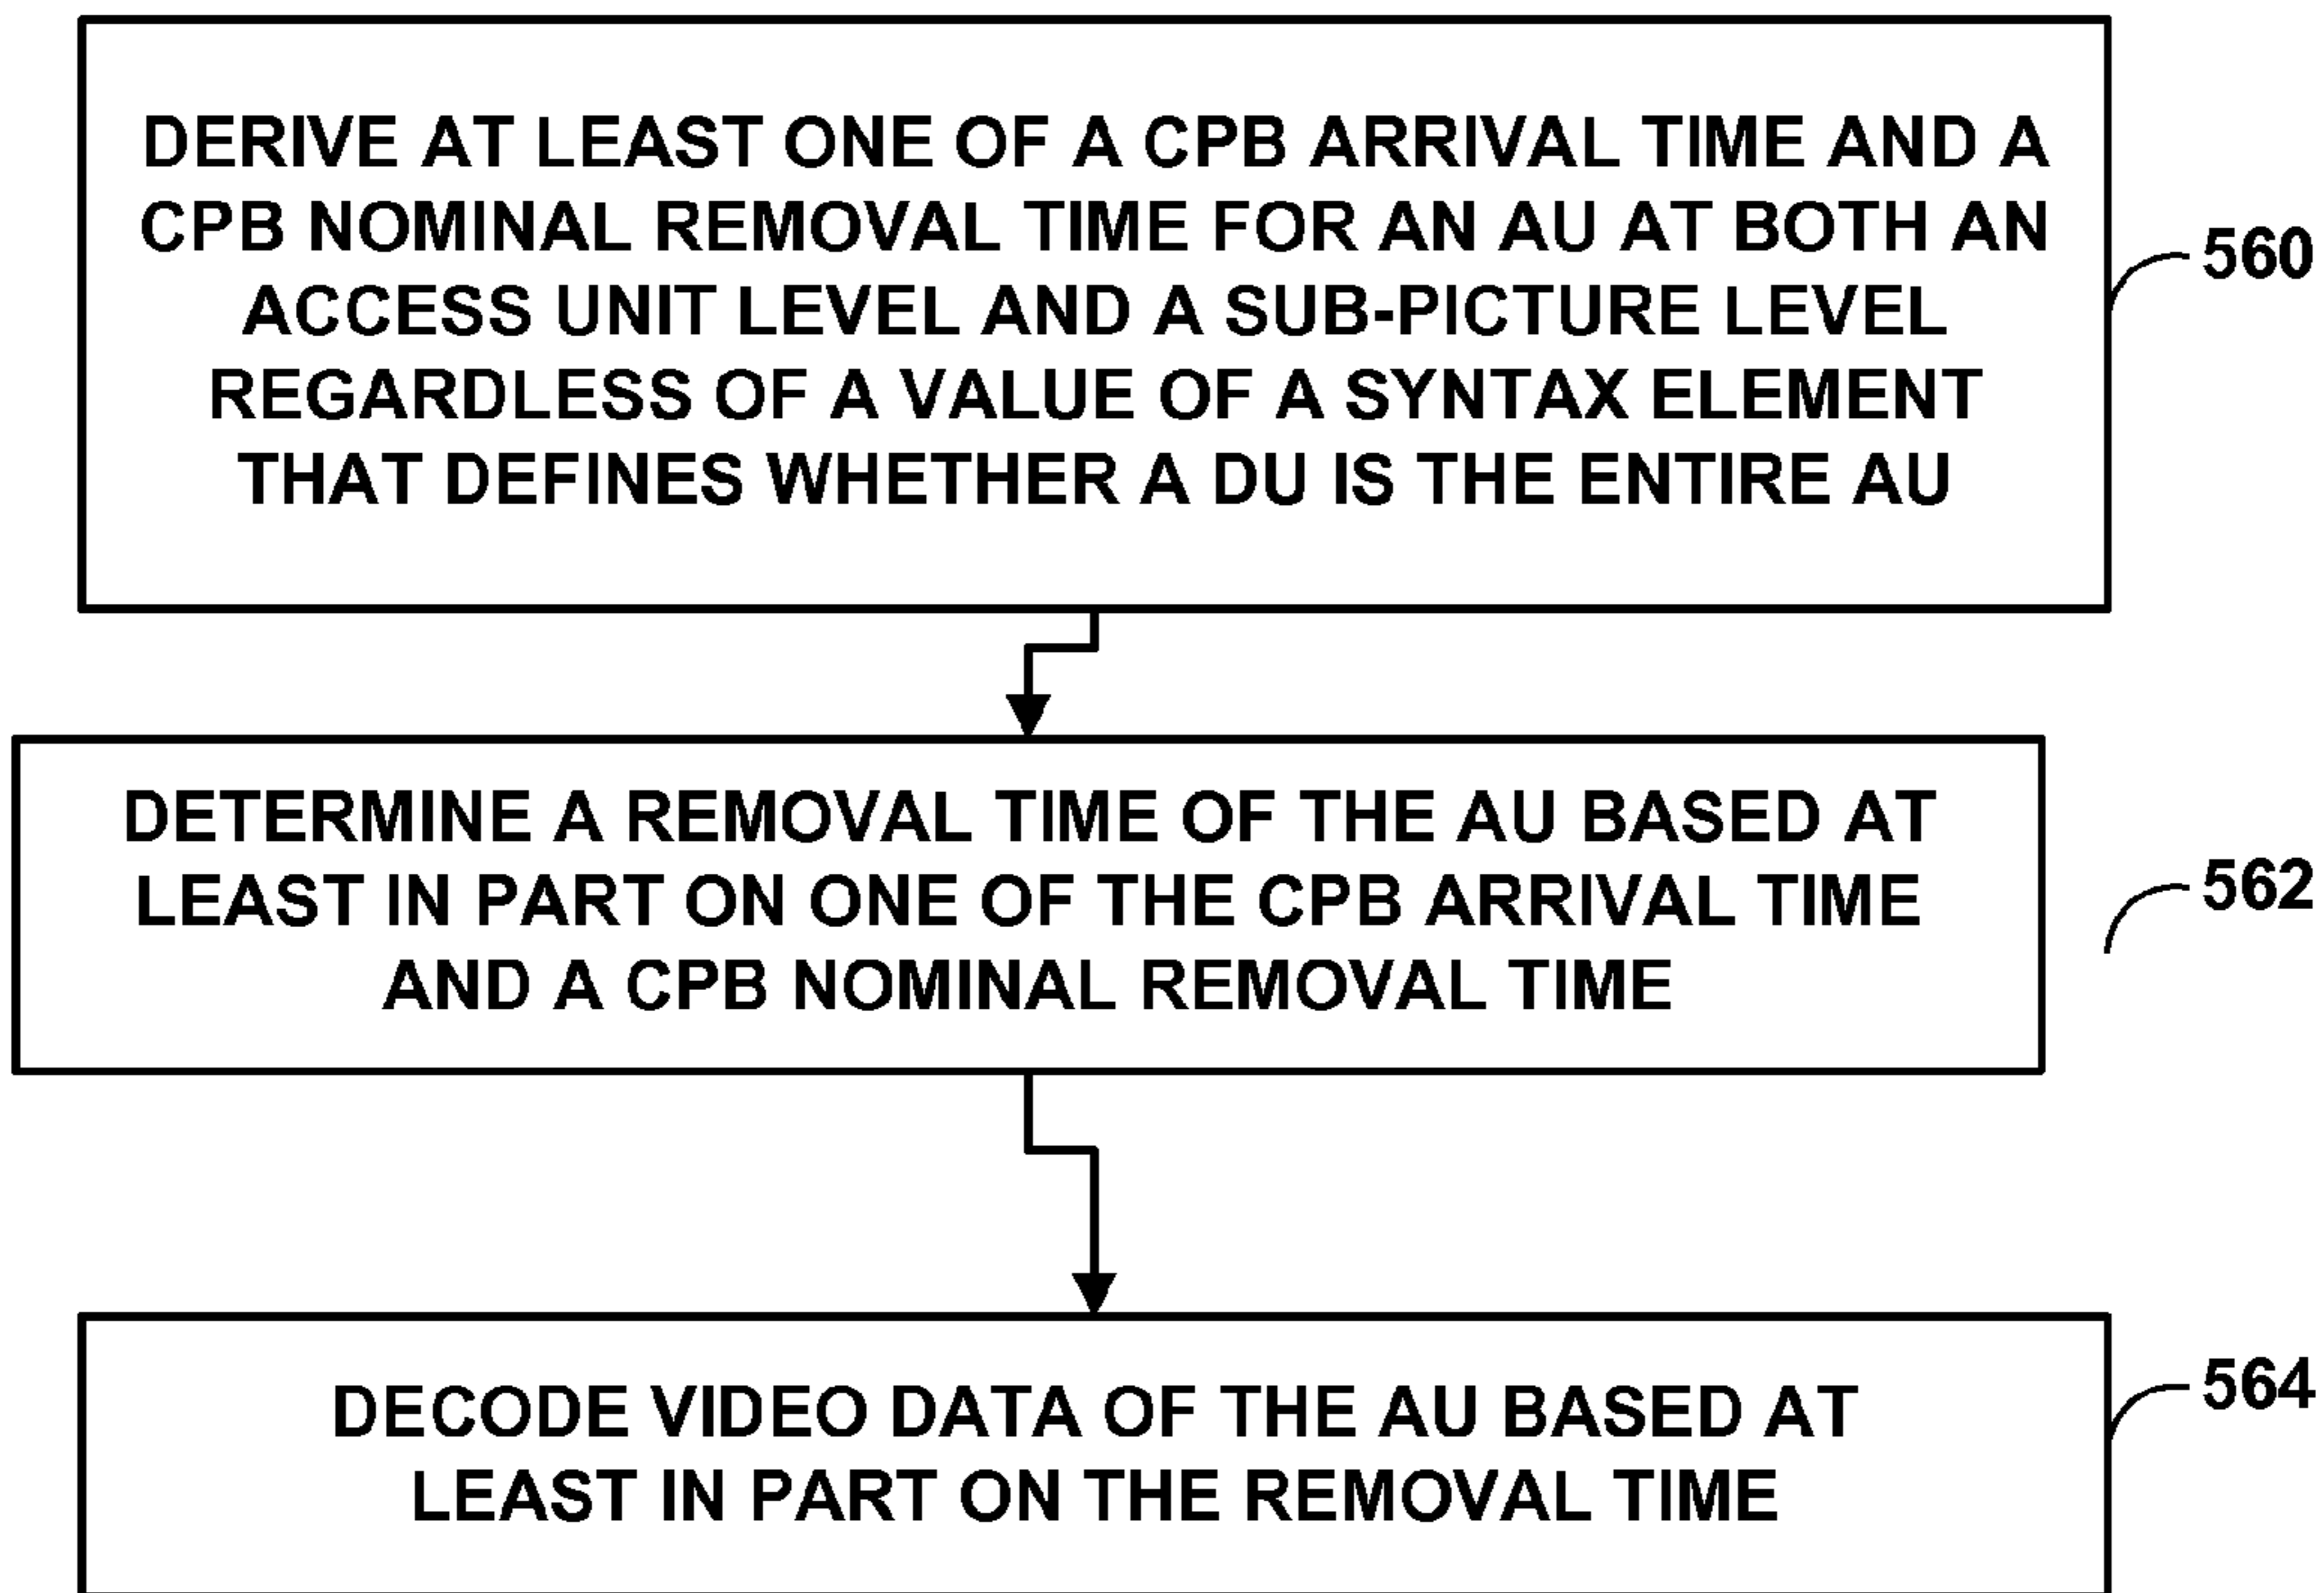 DERIVE AT LEAST ONE OF A CPB ARRIVAL TIME AND A
CPB NOMINAL REMOVAL TIME FOR AN AU AT BOTH AN
ACCESS UNIT LEVEL AND A SUB-PICTURE LEVEL
REGARDLESS OF A VALUE OF A SYNTAX ELEMENT
THAT DEFINES WHETHER A DU IS THE ENTIRE AU
560
DETERMINE A REMOVAL TIME OF THE AU BASED AT
LEAST IN PART ON ONE OF THE CPB ARRIVAL TIME
AND A CPB NOMINAL REMOVAL TIME
562
DECODE VIDEO DATA OF THE AU BASED AT
LEAST IN PART ON THE REMOVAL TIME
564